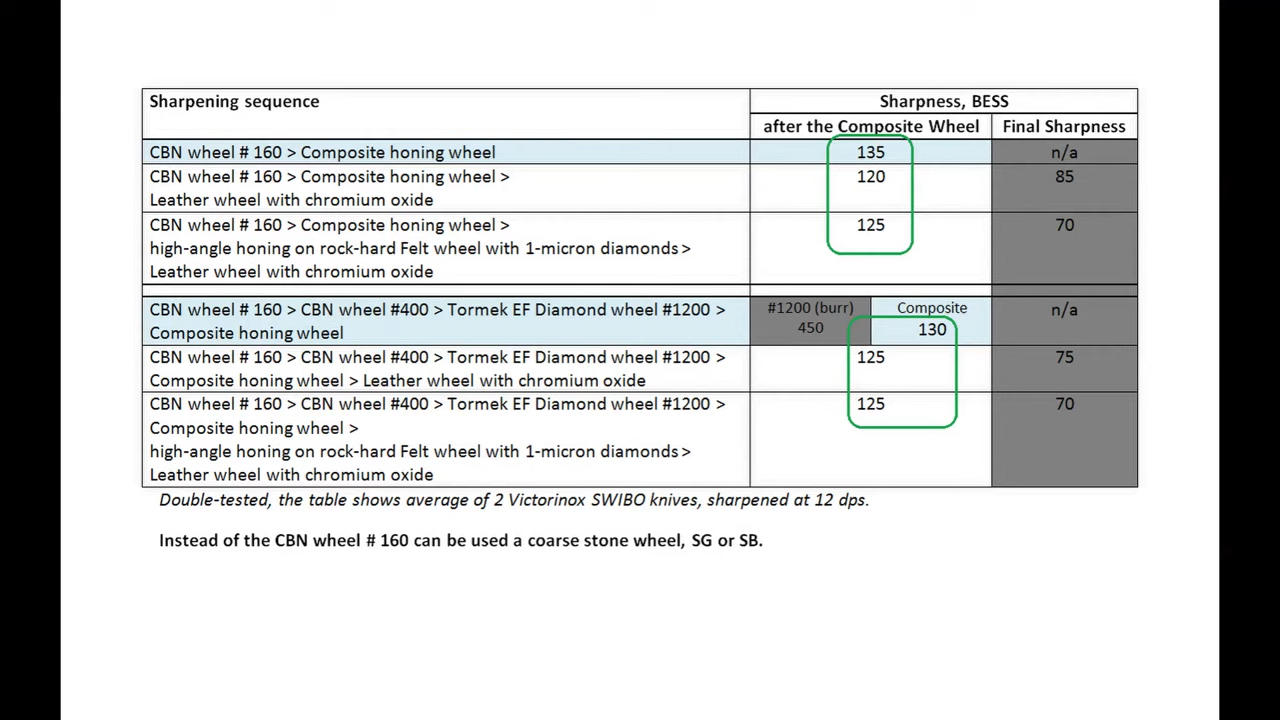 Sharpening sequence
Sharpness, BESS
after the Composite Wheel
Final Sharpness
CBN wheel # 160 > Composite honing wheel
135
n/a
CBN wheel # 160 > Composite honing wheel >
120
85
Leather wheel with chromium oxide
CBN wheel # 160 > Composite honing wheel >
125
70
high-angle honing on rock-hard Felt wheel with 1-micron diamonds >
Leather wheel with chromium oxide
CBN wheel # 160 > CBN wheel #400 > Tormek EF Diamond wheel #1200 >
#1200 (burr)
Composite
n/a
Composite honing wheel
450
130
CBN wheel # 160 > CBN wheel #400 > Tormek EF Diamond wheel #1200 >
125
75
Composite honing wheel > Leather wheel with chromium oxide
CBN wheel # 160 > CBN wheel #400 > Tormek EF Diamond wheel #1200 >
125
70
Composite honing wheel >
high-angle honing on rock-hard Felt wheel with 1-micron diamonds >
Leather wheel with chromium oxide
Double-tested, the table shows average of 2 Victorinox SWIBO knives, sharpened at 12 dps.
Instead of the CBN wheel # 160 can be used a coarse stone wheel, SG or SB.